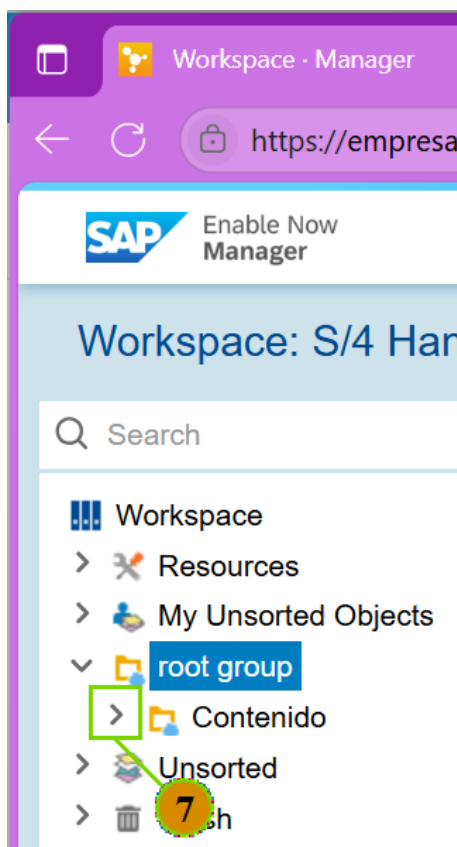 Workspace · Manager
https://empresa
SAP Enable Now
Manager
Workspace: S/4 Han
Search
Workspace
Resources
My Unsorted Objects
root group
Contenido
Unsorted
7